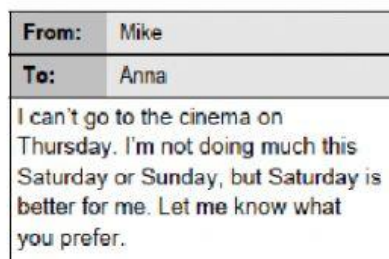 From: Mike
To: Anna
I can't go to the cinema on
Thursday. I'm not doing much this
Saturday or Sunday, but Saturday is
better for me. Let me know what
you prefer.